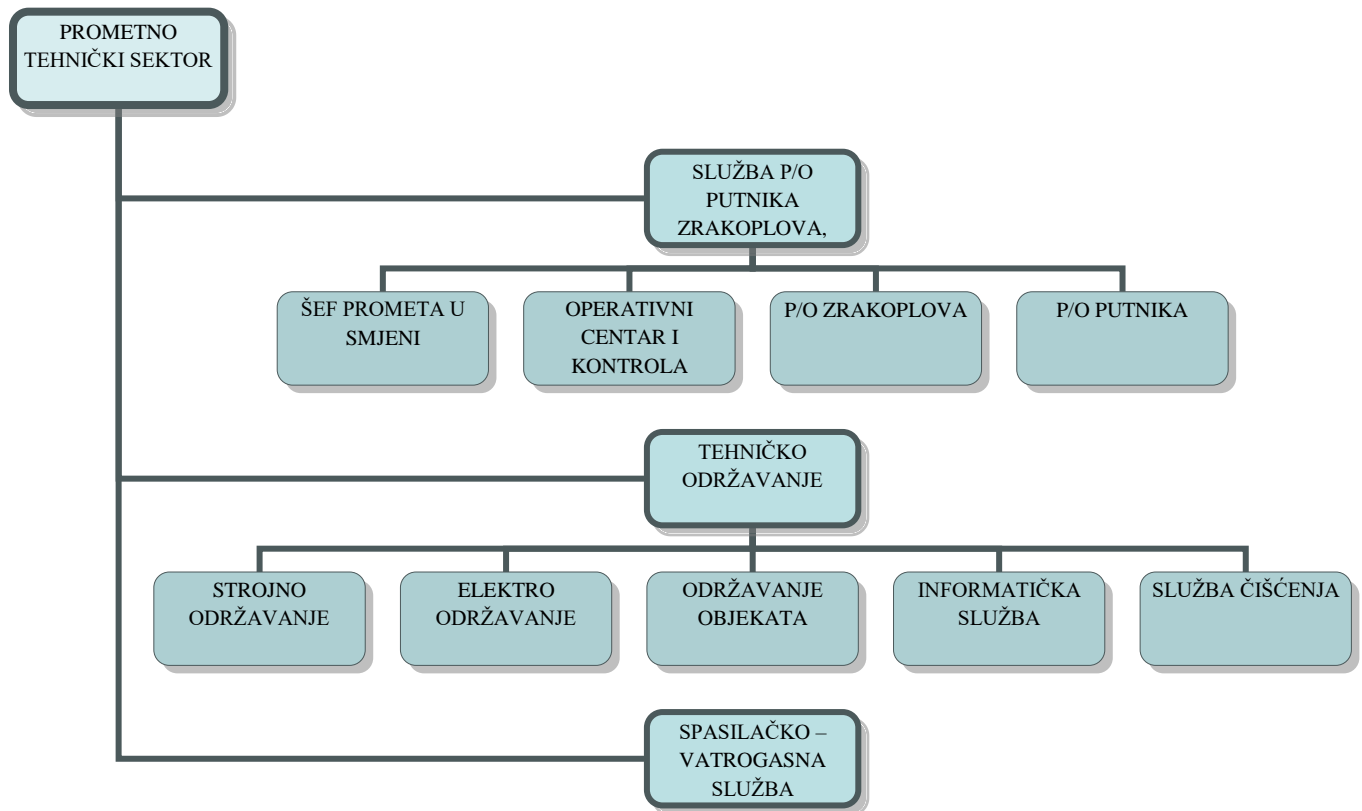 PROMETNO
TEHNIČKI SEKTOR
SLUŽBA P/O
PUTNIKA
ZRAKOPLOVA,
ŠEF PROMETA U
SMJENI
OPERATIVNI
CENTAR I
KONTROLA
P/O ZRAKOPLOVA
P/O PUTNIKA
TEHNIČKO
ODRŽAVANJE
STROJNO
ODRŽAVANJE
ELEKTRO
ODRŽAVANJE
ODRŽAVANJE
OBJEKATA
INFORMATIČKA
SLUŽBA
SLUŽBA ČIŠĆENJA
SPASILAČKO –
VATROGASNA
SLUŽBA